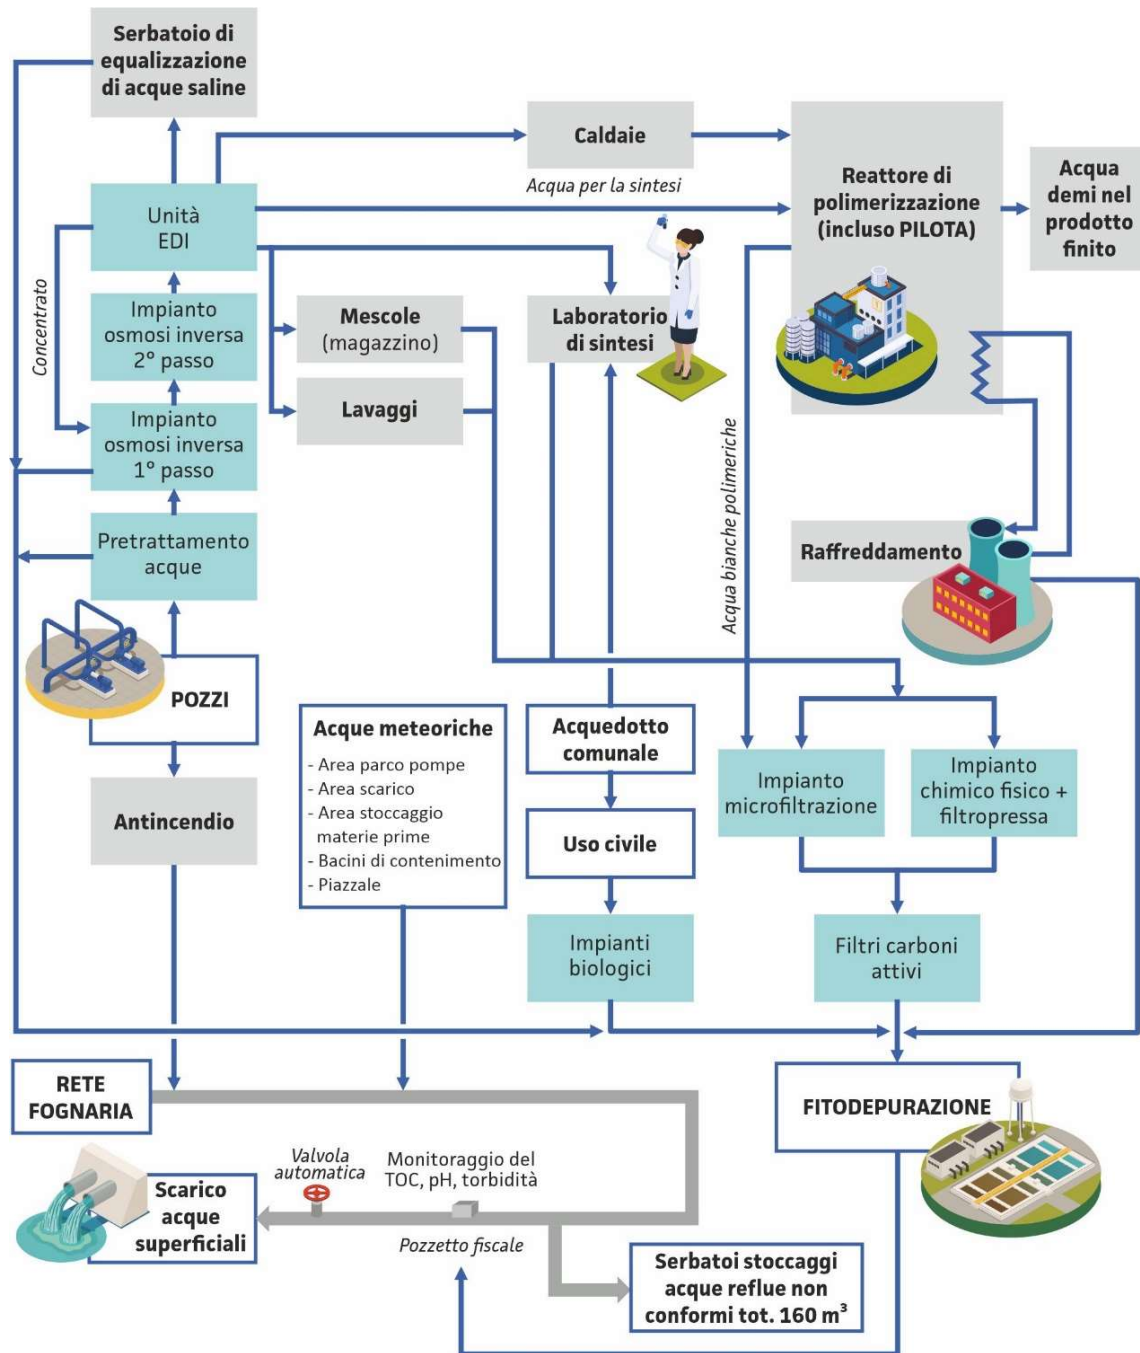 Serbatoio di
equalizzazione
di acque saline
Caldaie
Acqua per la sintesi
Reattore di
polimerizzazione
(incluso PILOTA)
Acqua
demi nel
prodotto
finito
Unità
EDI
Concentrato
Impianto
osmosi inversa
2° passo
Mescole
(magazzino)
Laboratorio
di sintesi
Lavaggi
Impianto
osmosi inversa
1° passo
Acqua bianche polimeriche
Pretrattamento
acque
Raffreddamento
POZZI
Antincendio
Acque meteoriche
- Area parco pompe
- Area scarico
- Area stoccaggio
materie prime
- Bacini di contenimento
- Piazzale
Acquedotto
comunale
Uso civile
Impianti
biologici
Impianto
microfiltrazione
Impianto
chimico fisico +
filtropressa
Filtri carboni
attivi
RETE
FOGNARIA
FITODEPURAZIONE
Valvola
automatica
Monitoraggio del
TOC, pH, torbidità
Scarico
acque
superficiali
Pozzetto fiscale
Serbatoi stoccaggi
acque reflue non
conformi tot. 160 m³